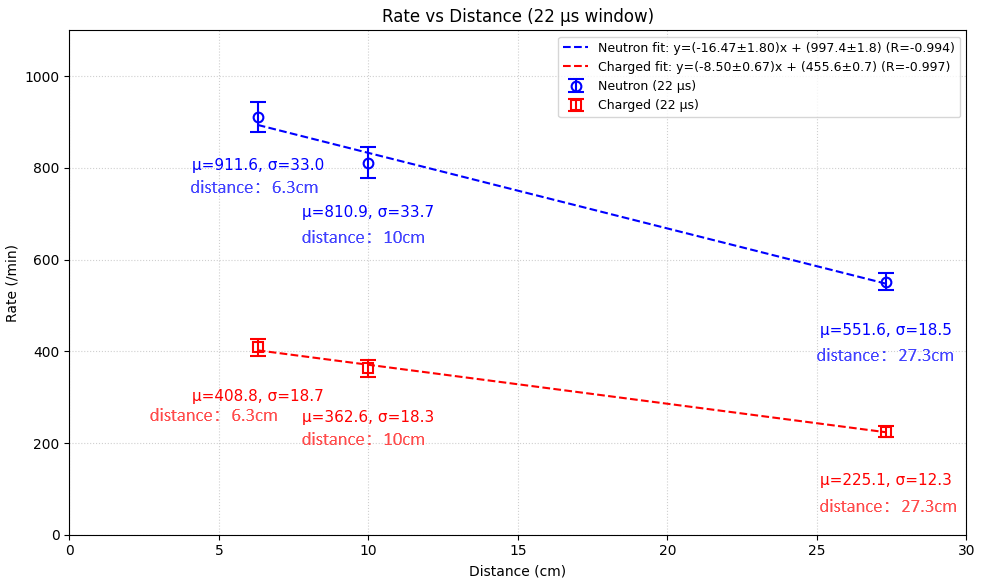 Rate vs Distance (22 μs window)
Neutron fit: y=(-16.47±1.80)x + (997.4±1.8) (R=-0.994)
Charged fit: y=(-8.50±0.67)x + (455.6±0.7) (R=-0.997)
Neutron (22 μs)
Charged (22 μs)
Rate (/min)
1000
800
600
400
200
0
μ=911.6, σ=33.0
distance：6.3cm
μ=810.9, σ=33.7
distance：10cm
μ=551.6, σ=18.5
distance：27.3cm
μ=408.8, σ=18.7
distance：6.3cm
μ=362.6, σ=18.3
distance：10cm
μ=225.1, σ=12.3
distance：27.3cm
0 5 10 15 20 25 30
Distance (cm)